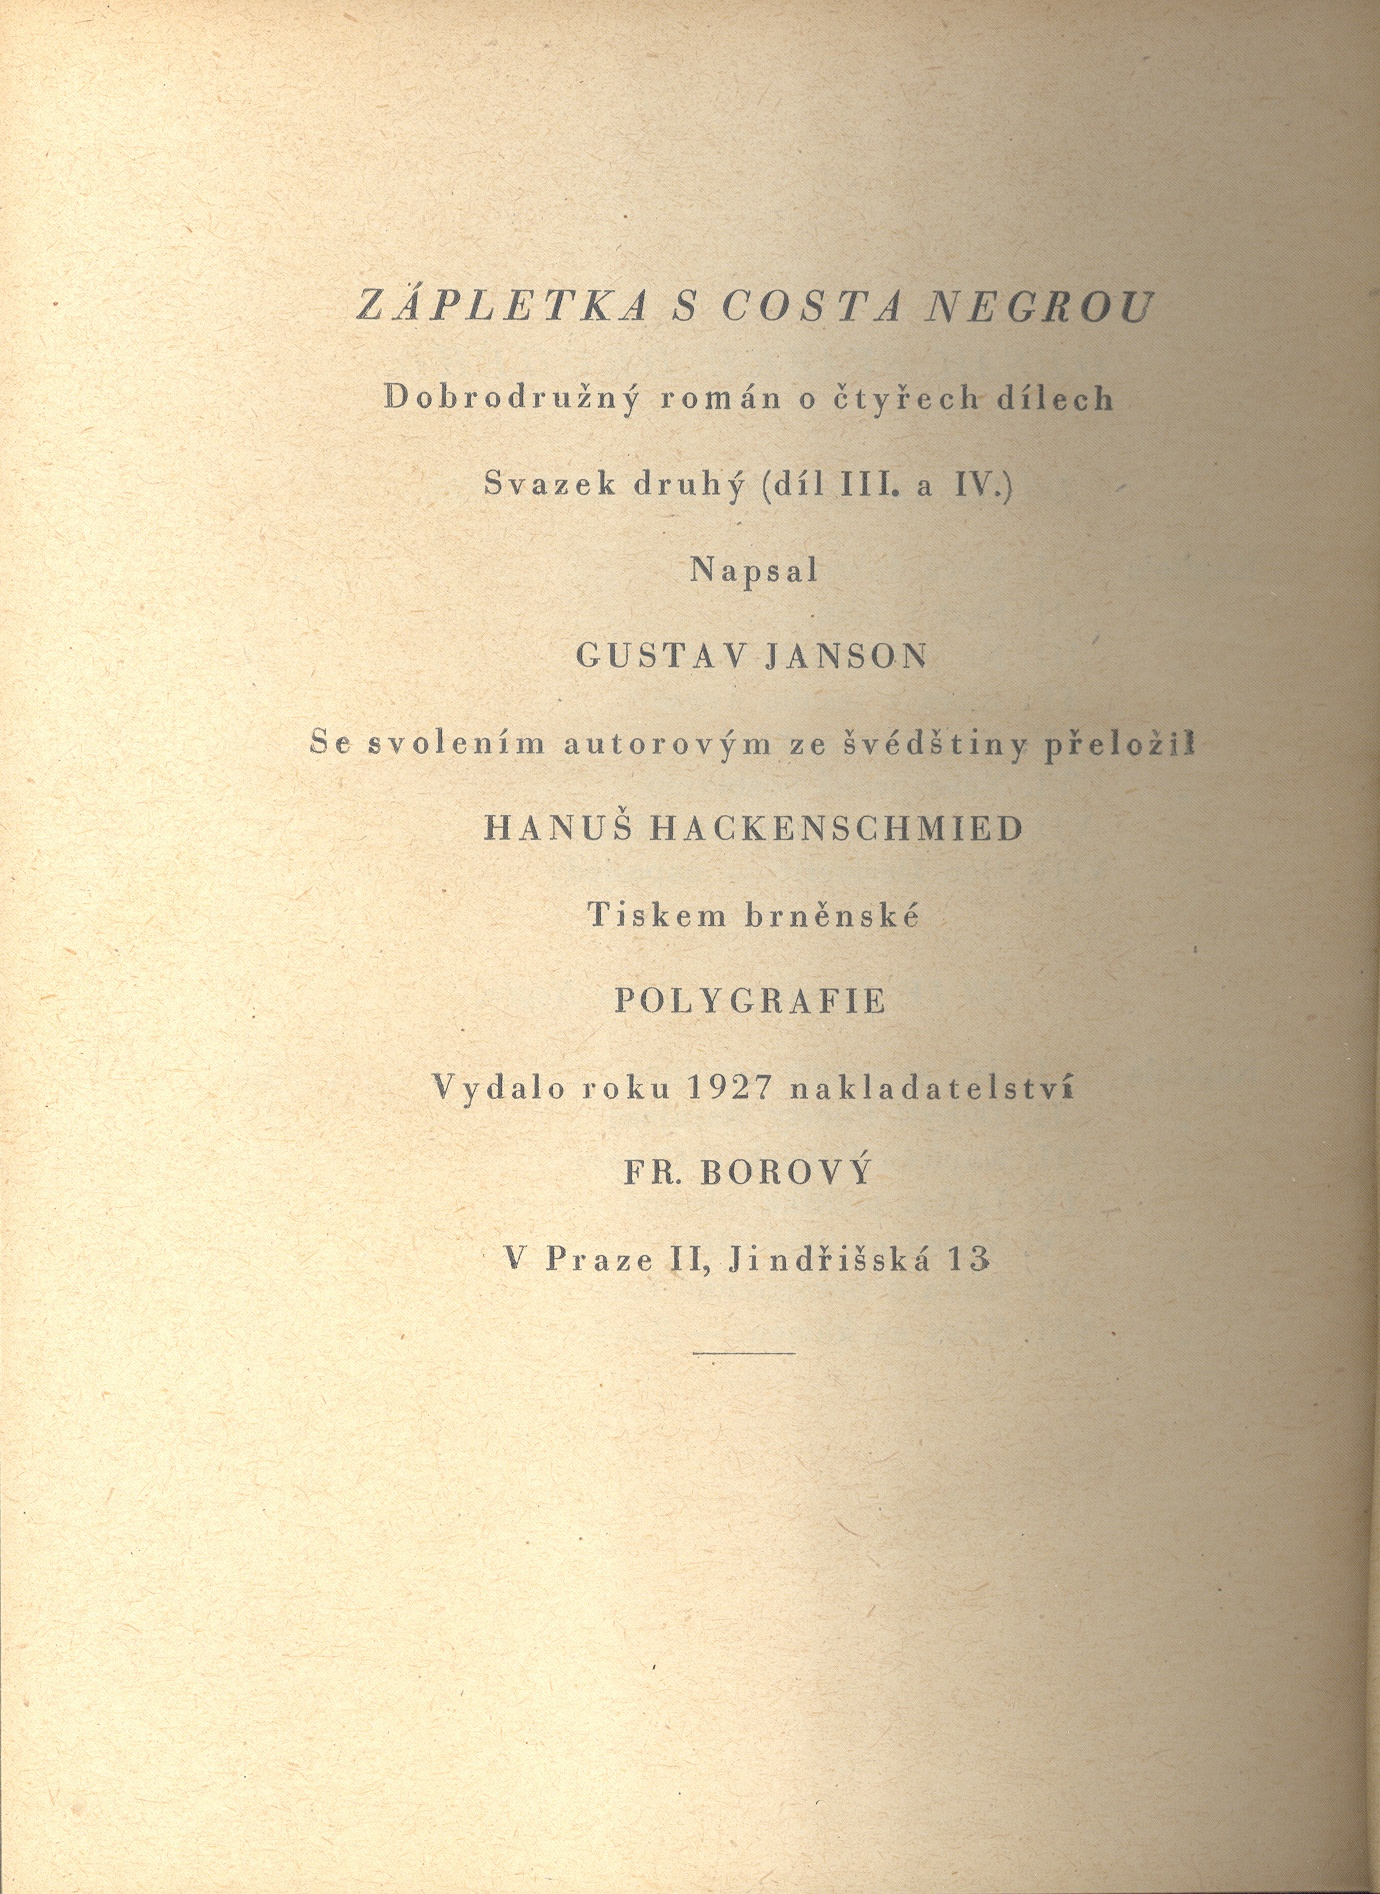 ZÁPLETKA S COSTA NEGROU
Dobrodružný román o čtyřech dílech
Svazek druhý (díl III. a IV.)
Napsal
GUSTAV JANSON
Se svolením autorovým ze švédštiny přeložil
HANUŠ HACKENSCHMIED
Tiskem brněnské
POLYGRAFIE
Vydalo roku 1927 nakladatelství
FR. BOROVÝ
V Praze II, Jindřišská 13